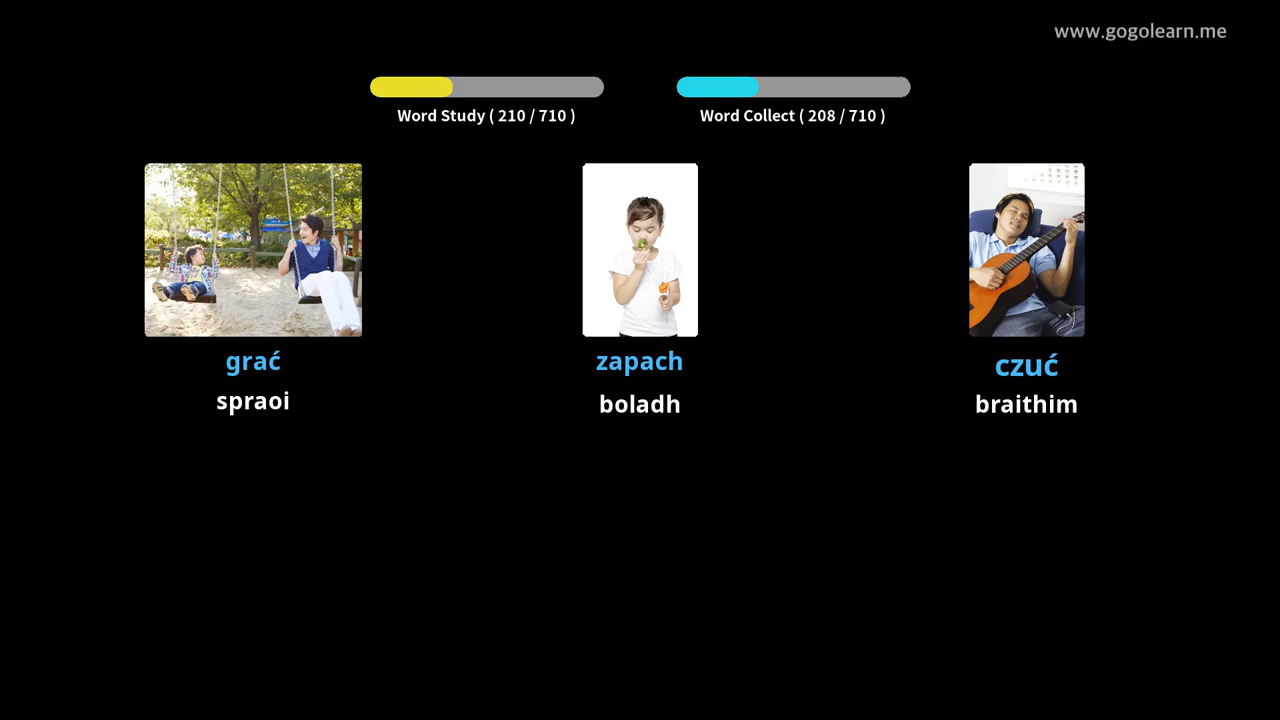 www.gogolearn.me
Word Study ( 210 / 710 )
Word Collect ( 208 / 710 )
grać
zapach
czuć
spraoi
boladh
braithim